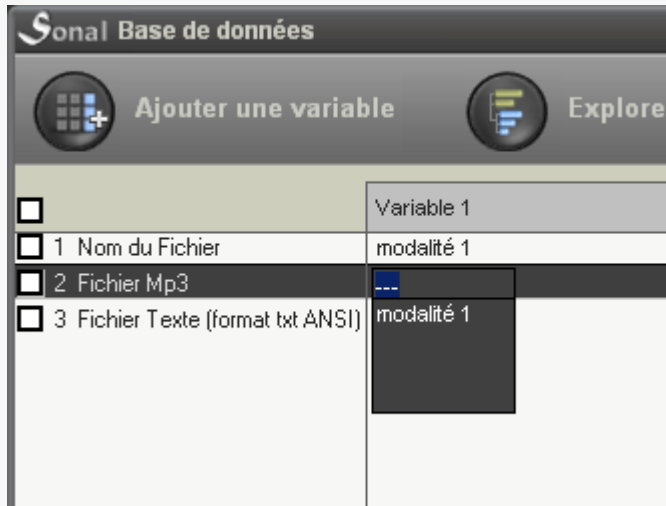 Sonal Base de données
Ajouter une variable Explore
Variable 1
1 Nom du Fichier modalité 1
2 Fichier Mp3 ---
3 Fichier Texte (format txt ANSI) modalité 1